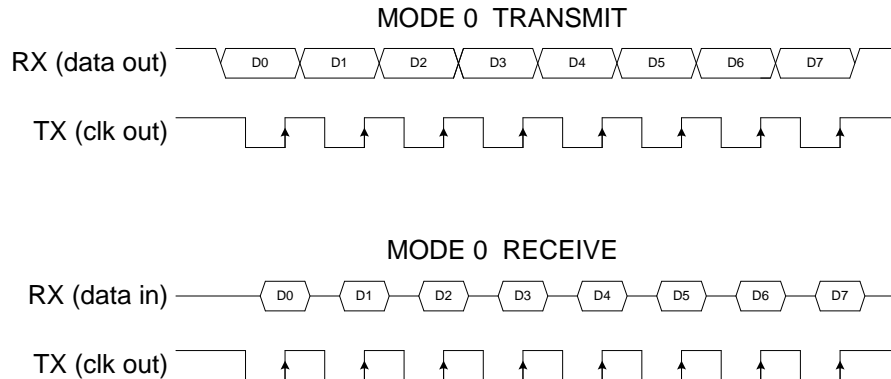 MODE 0 TRANSMIT
RX (data out) D0 D1 D2 D3 D4 D5 D6 D7
TX (clk out)
MODE 0 RECEIVE
RX (data in) D0 D1 D2 D3 D4 D5 D6 D7
TX (clk out)